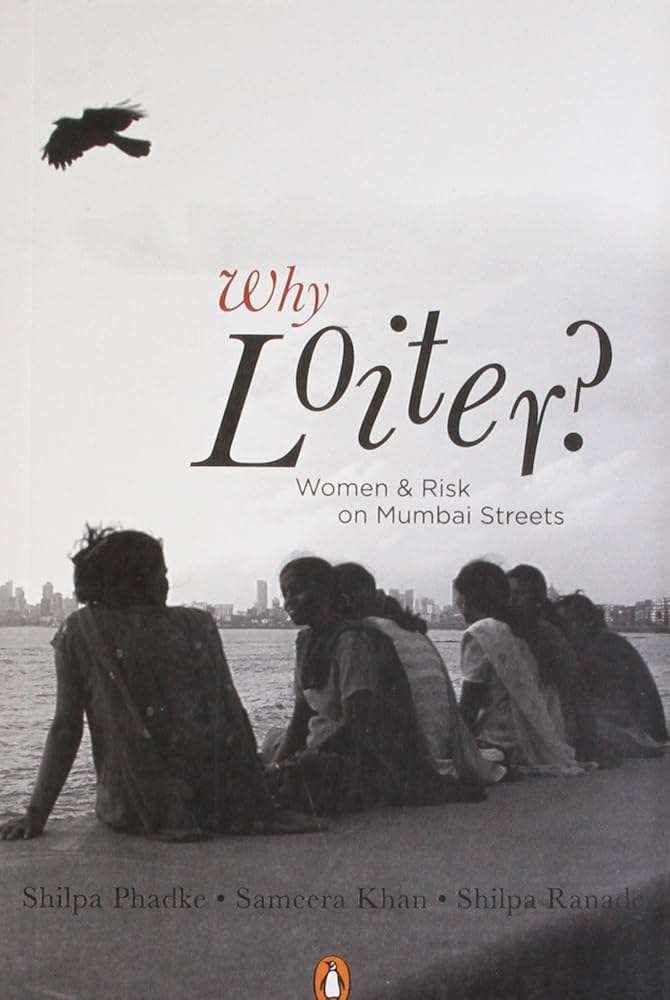 Why
Loiter?
Women & Risk
on Mumbai Streets
Shilpa Phadke • Sameera Khan • Shilpa Ranade